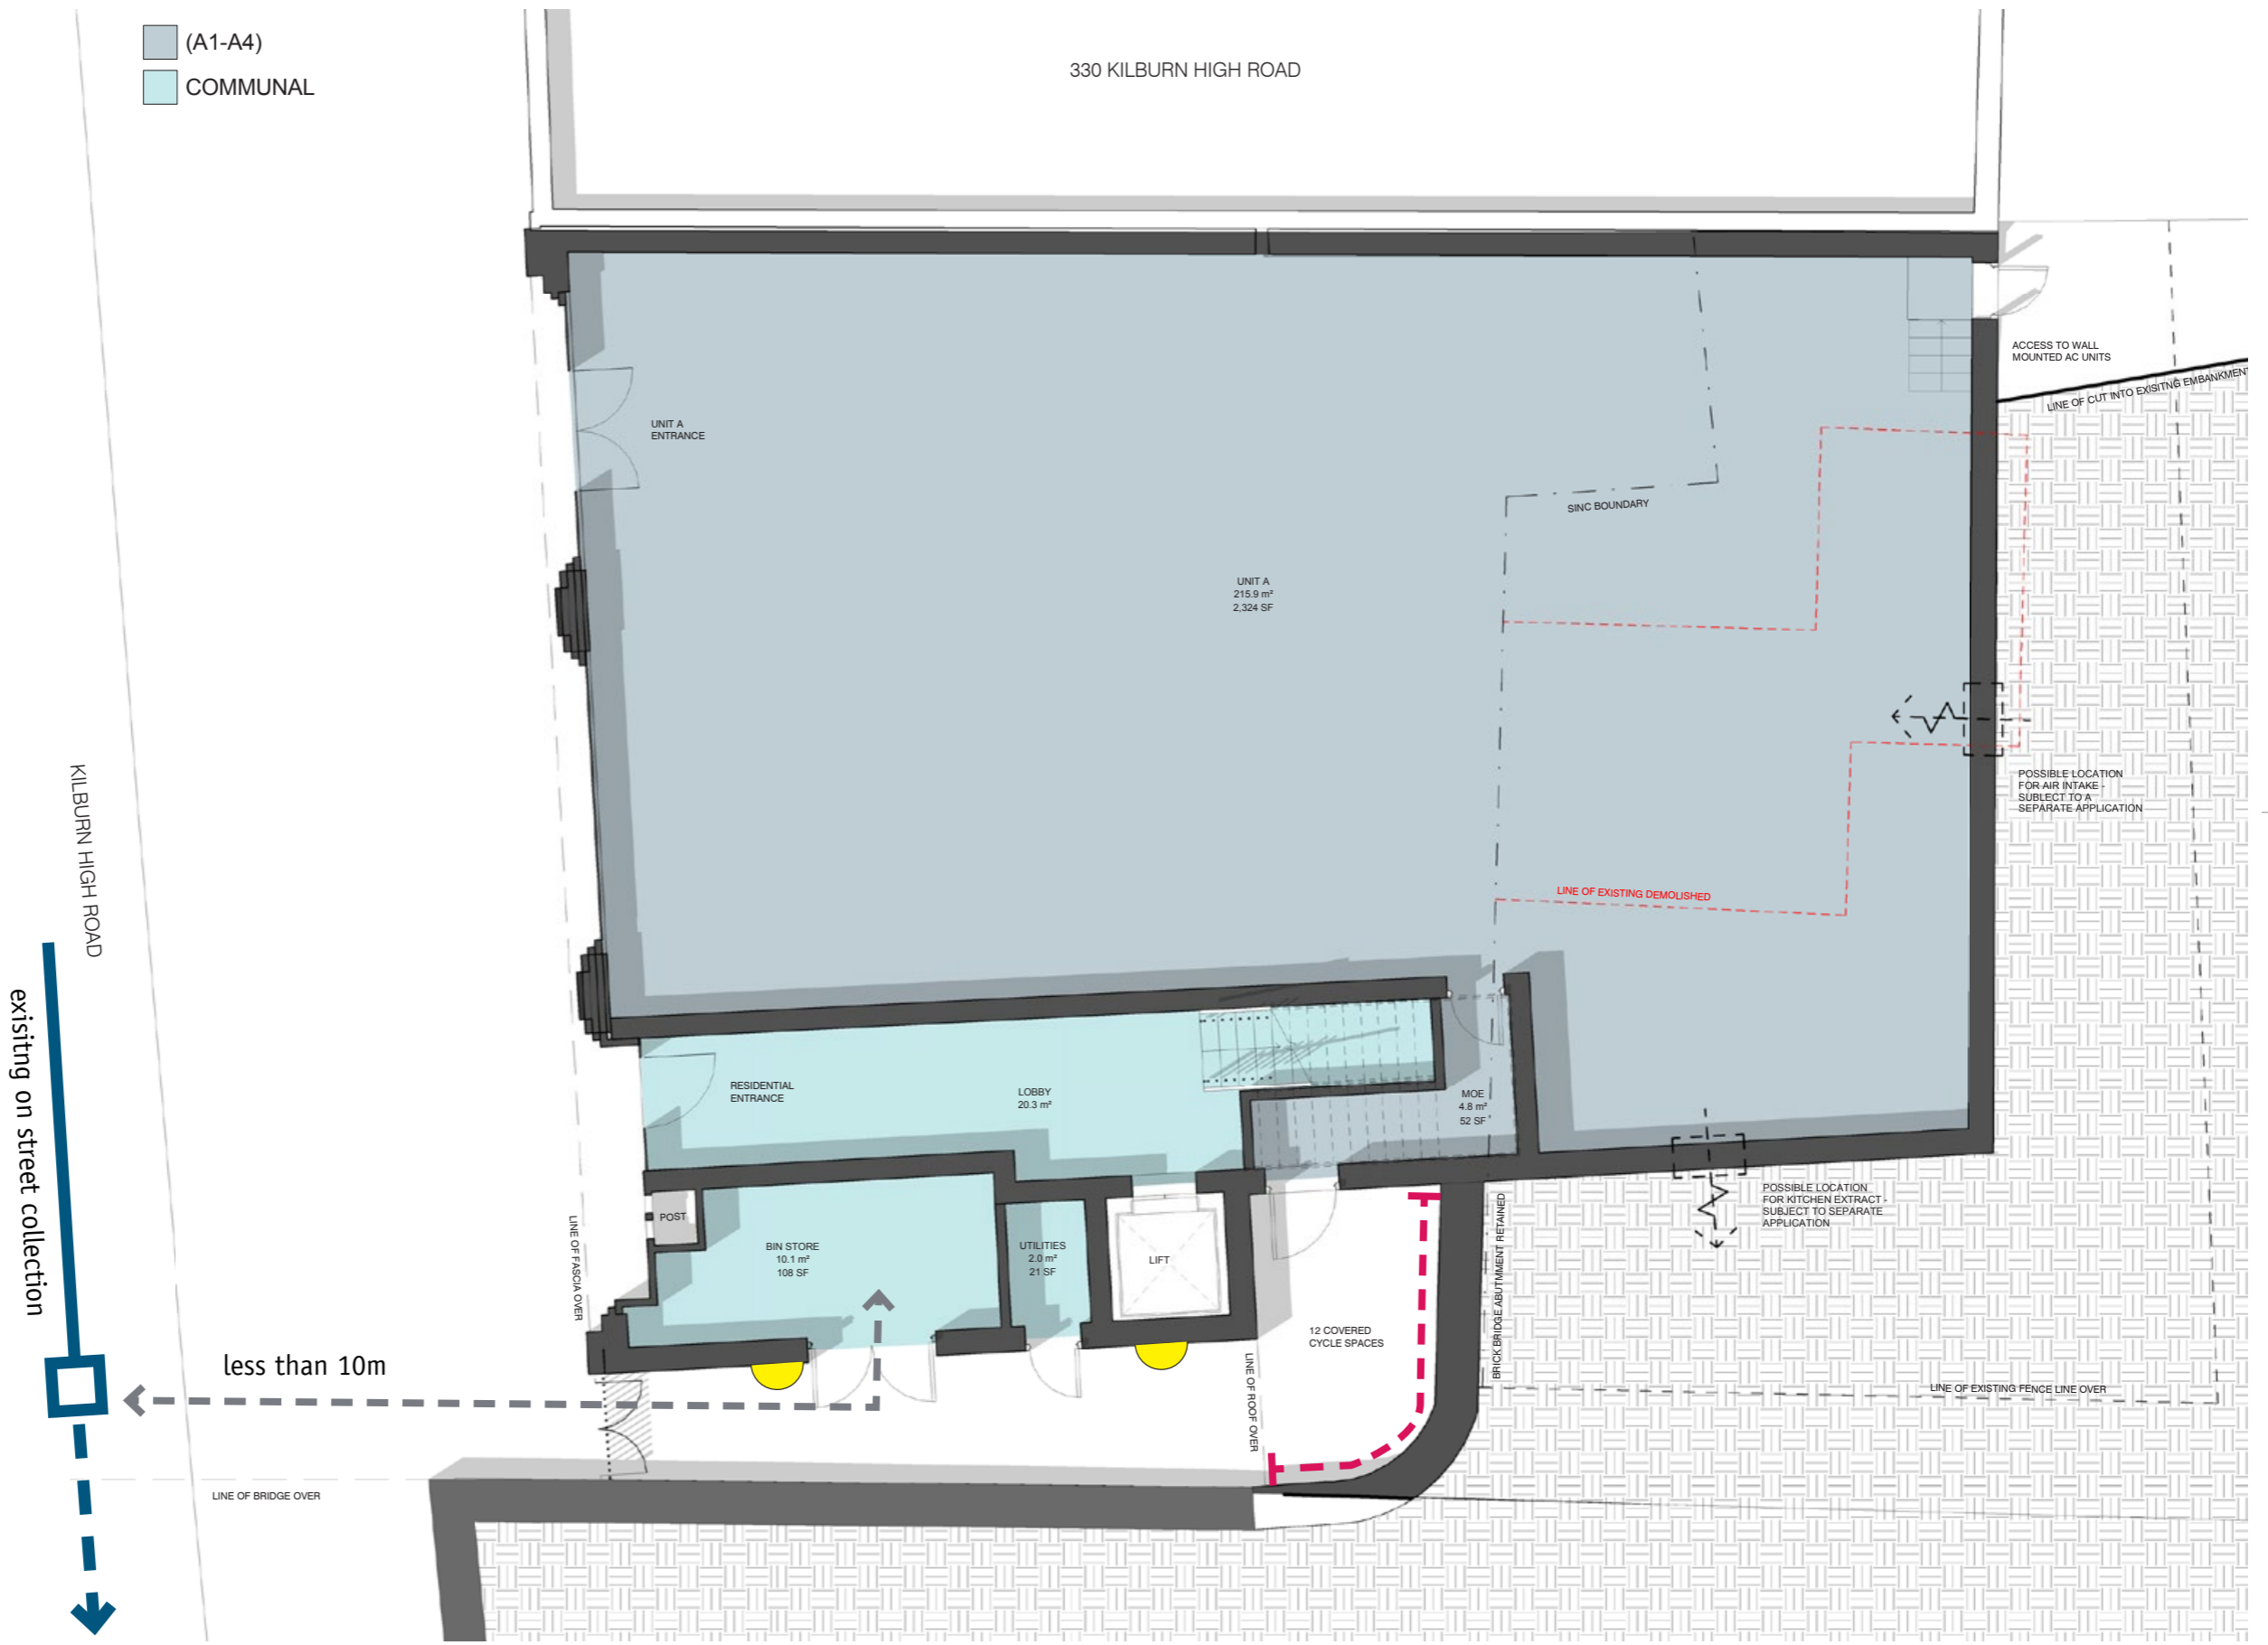 (A1-A4)
COMMUNAL
330 KILBURN HIGH ROAD
ACCESS TO WALL
MOUNTED AC UNITS
LINE OF CUT INTO EXISITNG EMBANKMENT
UNIT A
ENTRANCE
SINC BOUNDARY
UNIT A
215.9 m²
2,324 SF
KILBURN HIGH ROAD
POSSIBLE LOCATION
FOR AIR INTAKE -
SUBLECT TO A
SEPARATE APPLICATION
LINE OF EXISTING DEMOLISHED
exisitng on street collection
RESIDENTIAL
ENTRANCE
LOBBY
20.3 m²
MOE
4.8 m²
52 SF
POST
LINE OF FASCIA OVER
BIN STORE
10.1 m²
108 SF
UTILITIES
2.0 m²
21 SF
LIFT
BRICK BRIDGE ABUTMMENT RETAINED
POSSIBLE LOCATION
FOR KITCHEN EXTRACT -
SUBJECT TO SEPARATE
APPLICATION
12 COVERED
CYCLE SPACES
less than 10m
LINE OF ROOF OVER
LINE OF EXISTING FENCE LINE OVER
LINE OF BRIDGE OVER